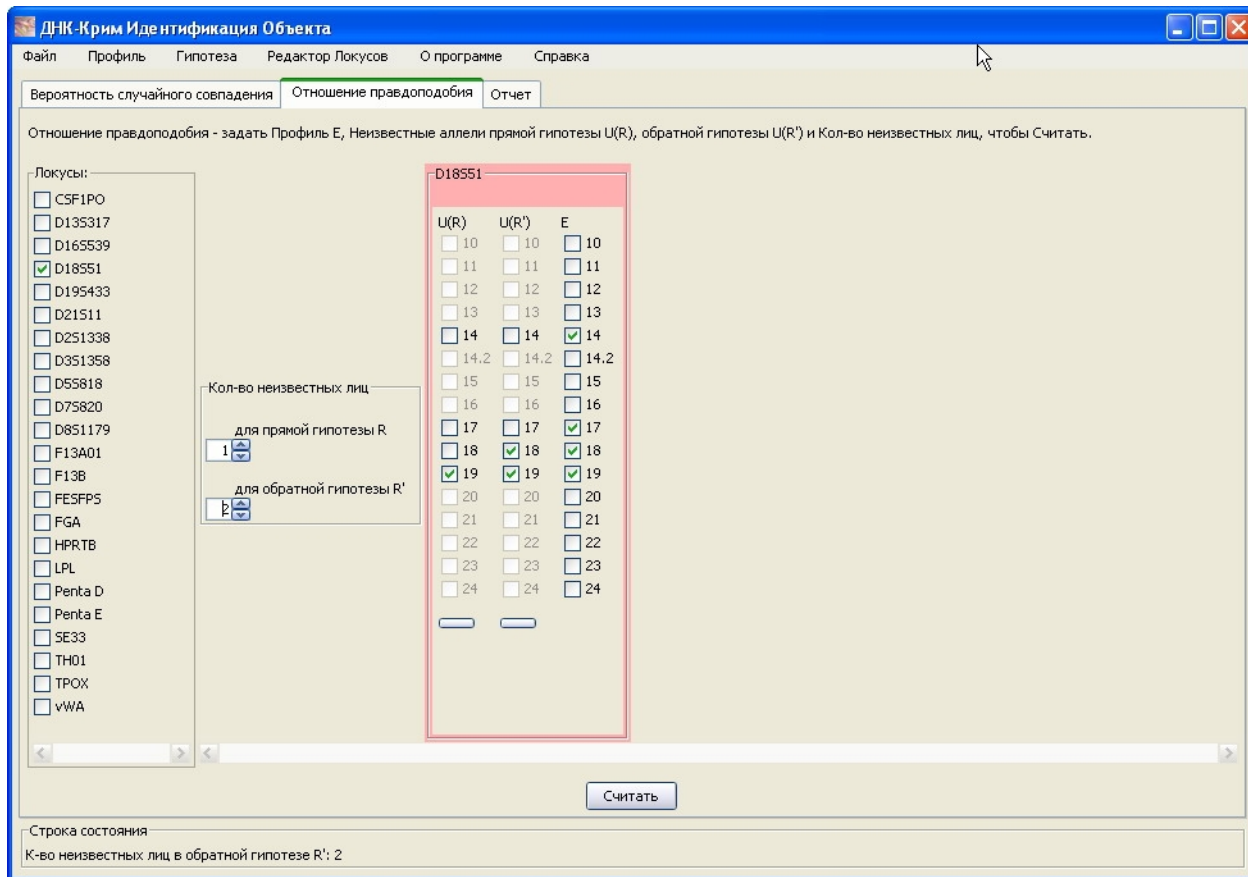 ДНК-Крим Идентификация Объекта
Файл Профиль Гипотеза Редактор Локусов О программе Справка
Вероятность случайного совпадения Отношение правдоподобия Отчет
Отношение правдоподобия - задать Профиль E, Неизвестные аллели прямой гипотезы U(R), обратной гипотезы U(R') и Кол-во неизвестных лиц, чтобы Считать.
Локусы:
CSF1PO
D13S317
D16S539
D18S51
D19S433
D21S11
D2S1338
D3S1358
D5S818
D7S820
D8S1179
F13A01
F13B
FESFPS
FGA
HPRTB
LPL
Penta D
Penta E
SE33
TH01
TPOX
vWA
Кол-во неизвестных лиц
для прямой гипотезы R
1
для обратной гипотезы R'
2
D18S51
U(R) U(R') E
10 10 10
11 11 11
12 12 12
13 13 13
14 14 14
14.2 14.2 14.2
15 15 15
16 16 16
17 17 17
18 18 18
19 19 19
20 20 20
21 21 21
22 22 22
23 23 23
24 24 24
Считать
Строка состояния
К-во неизвестных лиц в обратной гипотезе R': 2